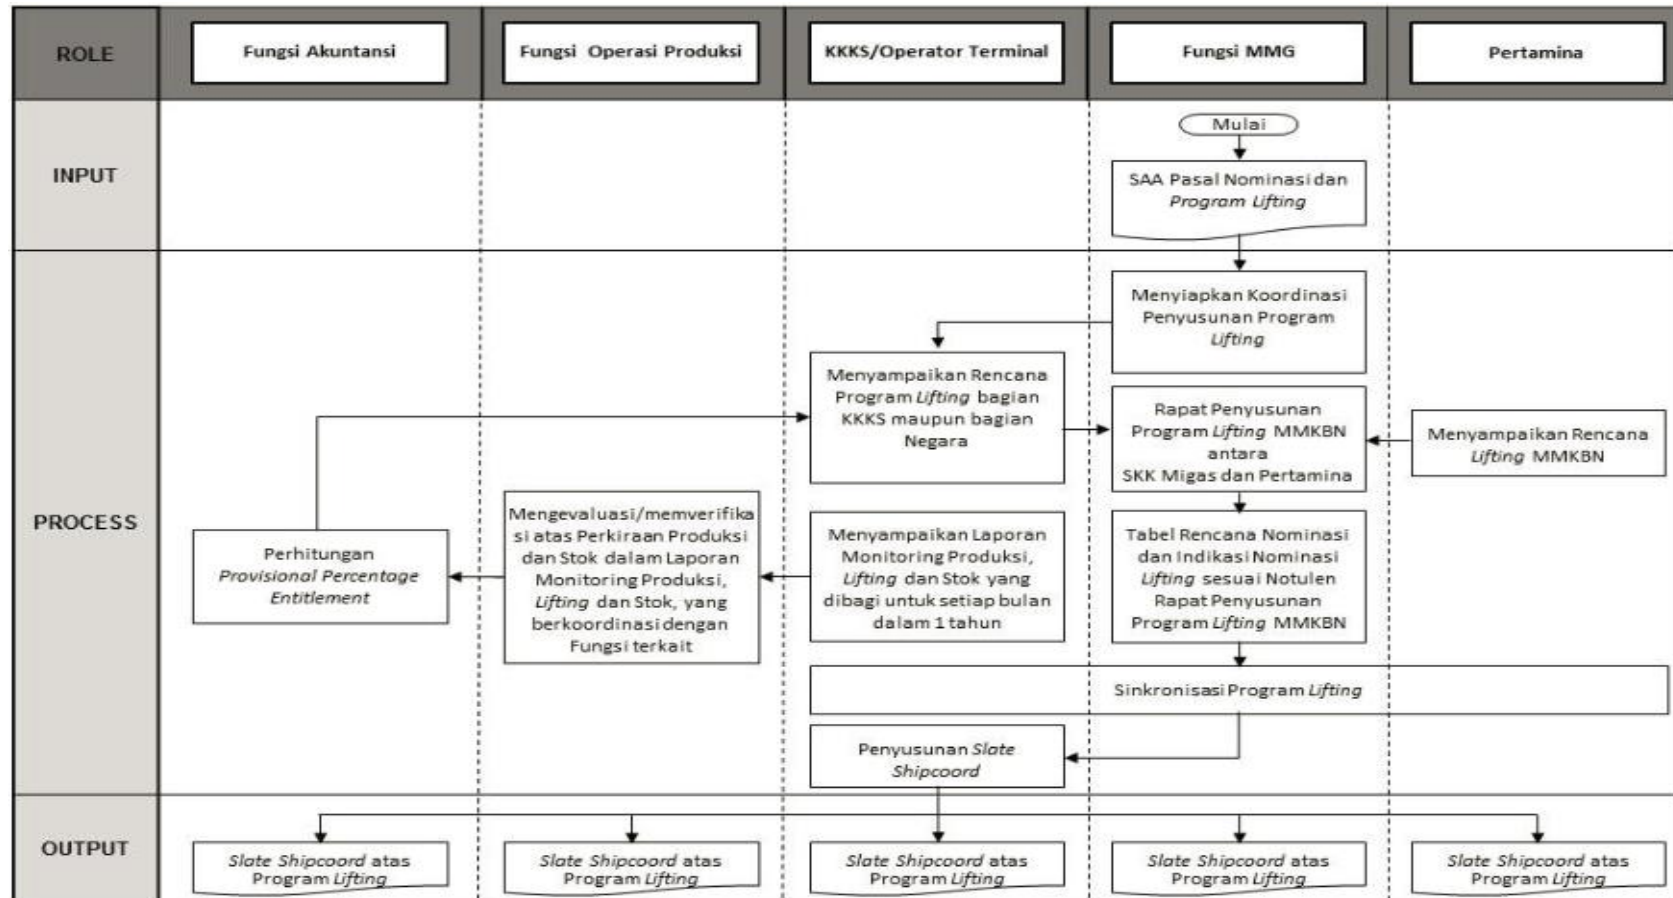 ROLE
Fungsi Akuntansi
Fungsi Operasi Produksi
KKKS/Operator Terminal
Fungsi MMG
Pertamina
INPUT
Mulai
SAA Pasal Nominasi dan
Program Lifting
PROCESS
Menyiapkan Koordinasi
Penyusunan Program
Lifting
Menyampaikan Rencana
Program Lifting bagian
KKKS maupun bagian
Negara
Rapat Penyusunan
Program Lifting MMKBN
antara
SKK Migas dan Pertamina
Menyampaikan Rencana
Lifting MMKBN
Perhitungan
Provisional Percentage
Entitlement
Mengevaluasi/memverifika
si atas Perkiraan Produksi
dan Stok dalam Laporan
Monitoring Produksi,
Lifting dan Stok, yang
berkoordinasi dengan
Fungsi terkait
Menyampaikan Laporan
Monitoring Produksi,
Lifting dan Stok yang
dibagi untuk setiap bulan
dalam 1 tahun
Tabel Rencana Nominasi
dan Indikasi Nominasi
Lifting sesuai Notulen
Rapat Penyusunan
Program Lifting MMKBN
Sinkronisasi Program Lifting
Penyusunan Slate
Shipcoord
OUTPUT
Slate Shipcoord atas
Program Lifting
Slate Shipcoord atas
Program Lifting
Slate Shipcoord atas
Program Lifting
Slate Shipcoord atas
Program Lifting
Slate Shipcoord atas
Program Lifting